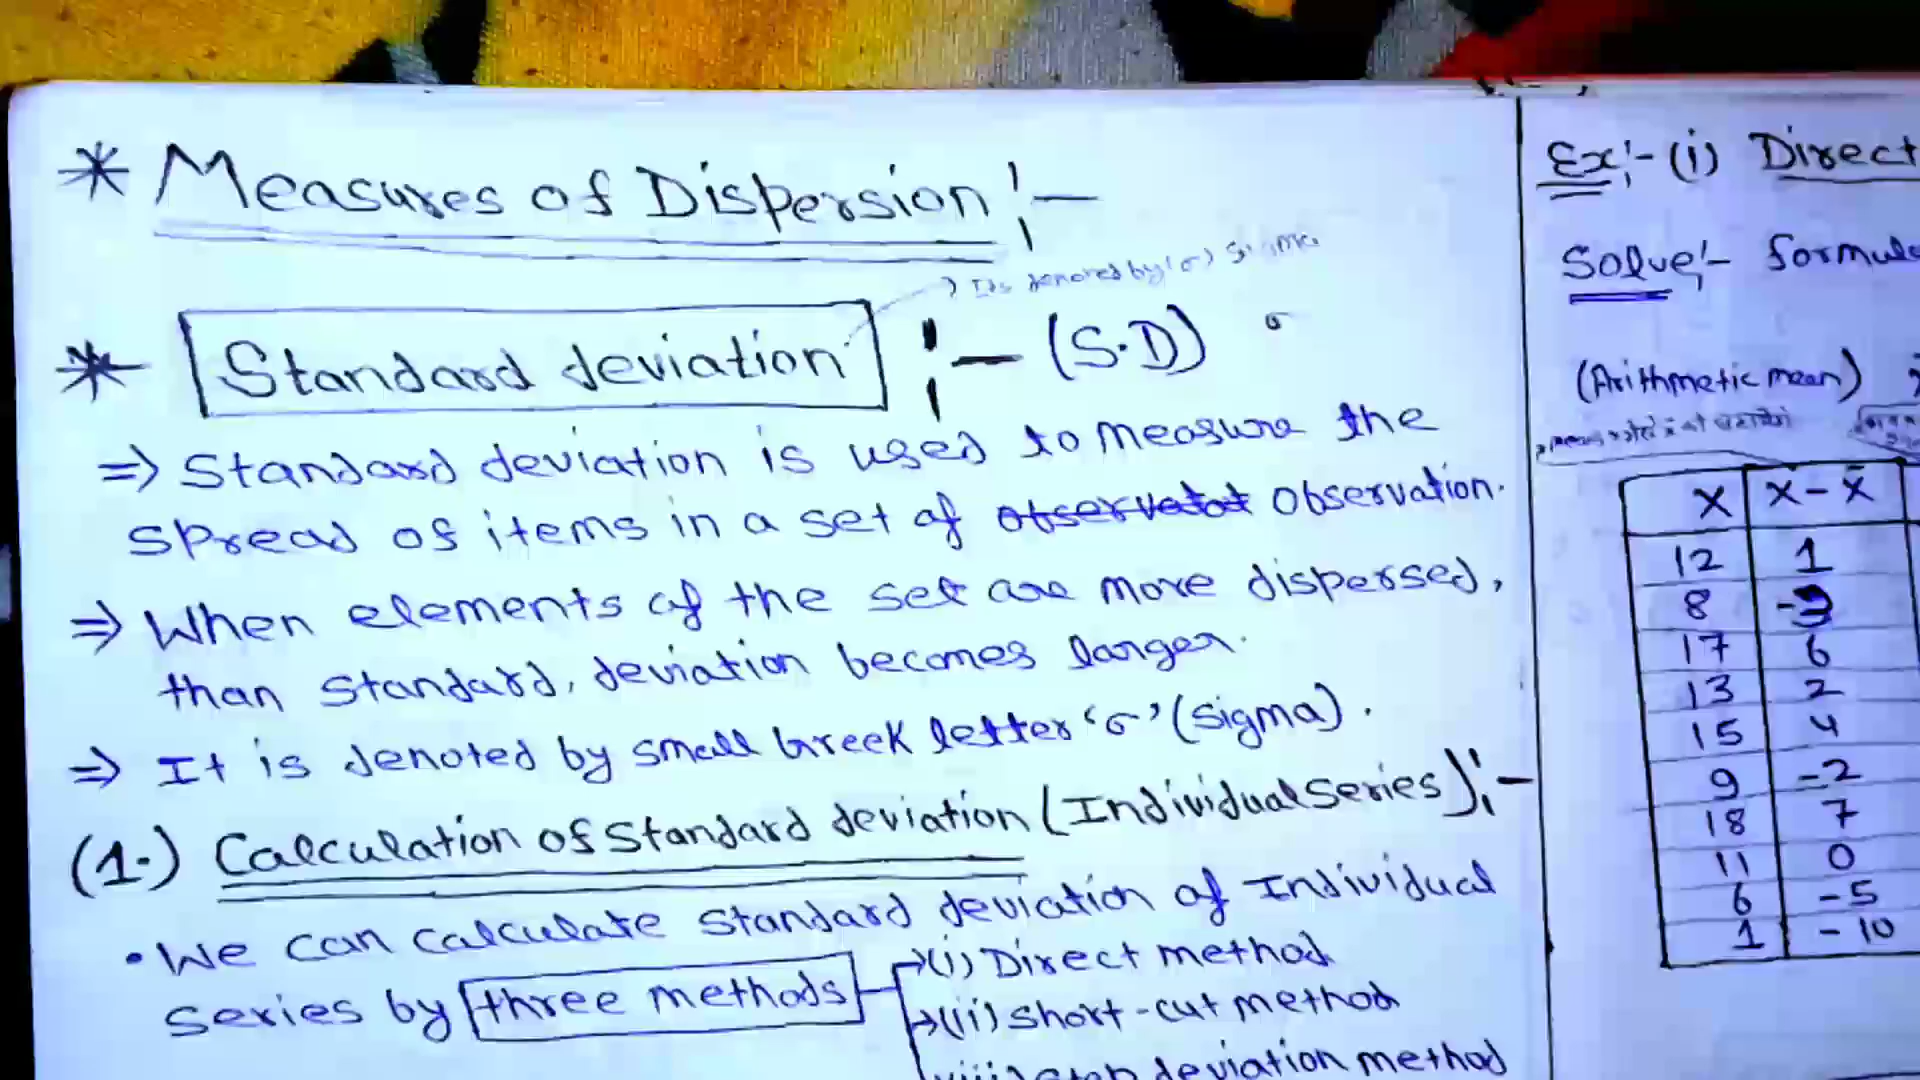 * Measures of Dispersion :-
Its denoted by (σ) Sigma
* Standard deviation :- (S.D) σ
=> Standard deviation is used to measure the
spread of items in a set of observation.
=> When elements of the set are more dispersed,
than standard, deviation becomes larger.
=> It is denoted by small Greek letter 'σ' (sigma).
(1.) Calculation of Standard deviation (Individual Series) :-
• We can calculate standard deviation of Individual
series by three methods
→(i) Direct method
→(ii) short-cut method
deviation method
Ex:- (i) Direct
Solve:- formula
(Arithmetic mean)
X X-x̄
12 1
8 -3
17 6
13 2
15 4
9 -2
18 7
11 0
6 -5
1 -10